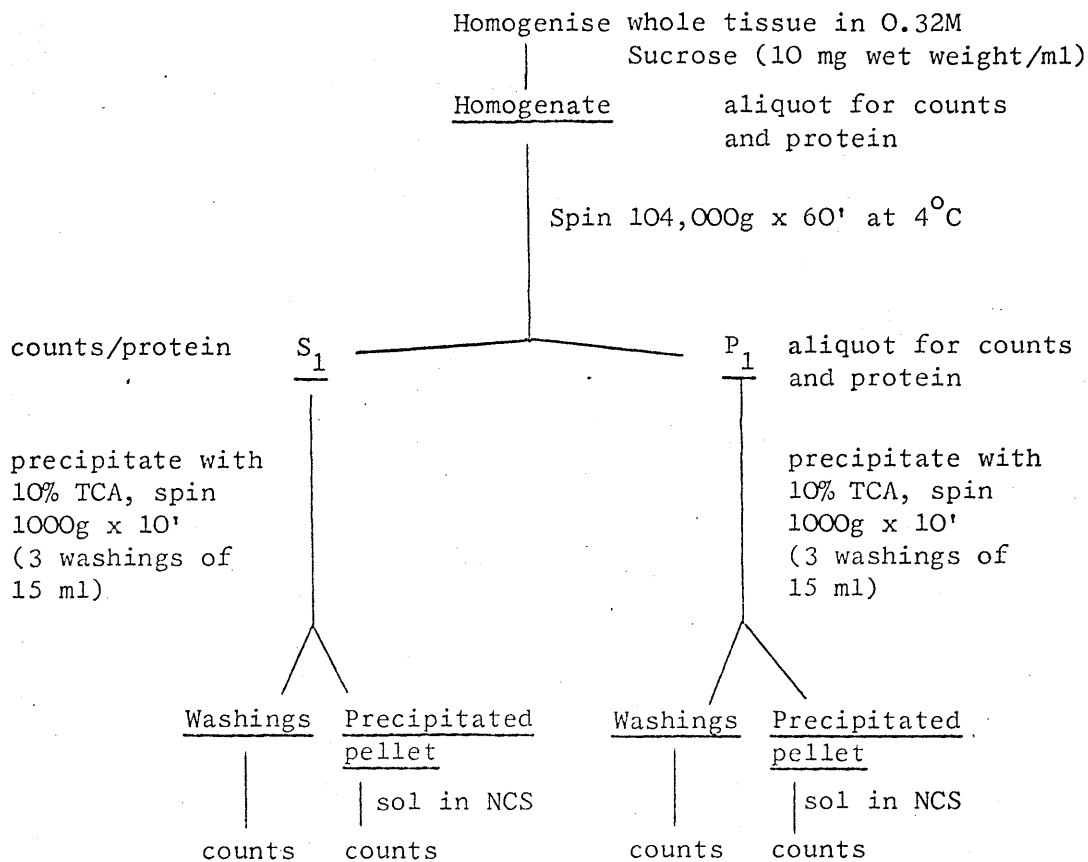 Homogenise whole tissue in 0.32M
Sucrose (10 mg wet weight/ml)
Homogenate
aliquot for counts
and protein
Spin 104,000g x 60' at 4°C
counts/protein
S1
P1
aliquot for counts
and protein
precipitate with
10% TCA, spin
1000g x 10'
(3 washings of
15 ml)
precipitate with
10% TCA, spin
1000g x 10'
(3 washings of
15 ml)
Washings
Precipitated
pellet
Washings
Precipitated
pellet
sol in NCS
sol in NCS
counts
counts
counts
counts